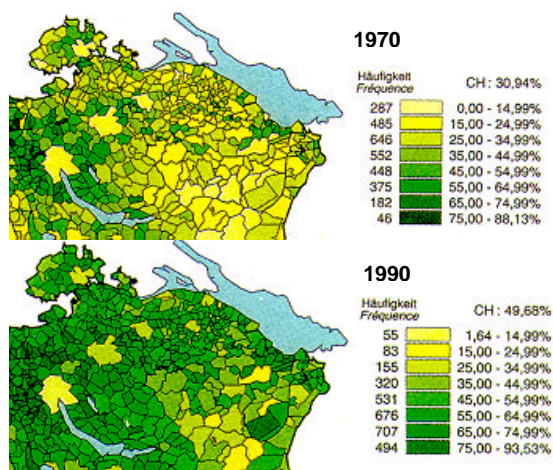 1970
Häufigkeit
Fréquence
CH : 30,94%
287 0,00 - 14,99%
485 15,00 - 24,99%
646 25,00 - 34,99%
552 35,00 - 44,99%
448 45,00 - 54,99%
375 55,00 - 64,99%
182 65,00 - 74,99%
46 75,00 - 88,13%
1990
Häufigkeit
Fréquence
CH : 49,68%
55 1,64 - 14,99%
83 15,00 - 24,99%
155 25,00 - 34,99%
320 35,00 - 44,99%
531 45,00 - 54,99%
676 55,00 - 64,99%
707 65,00 - 74,99%
494 75,00 - 93,53%